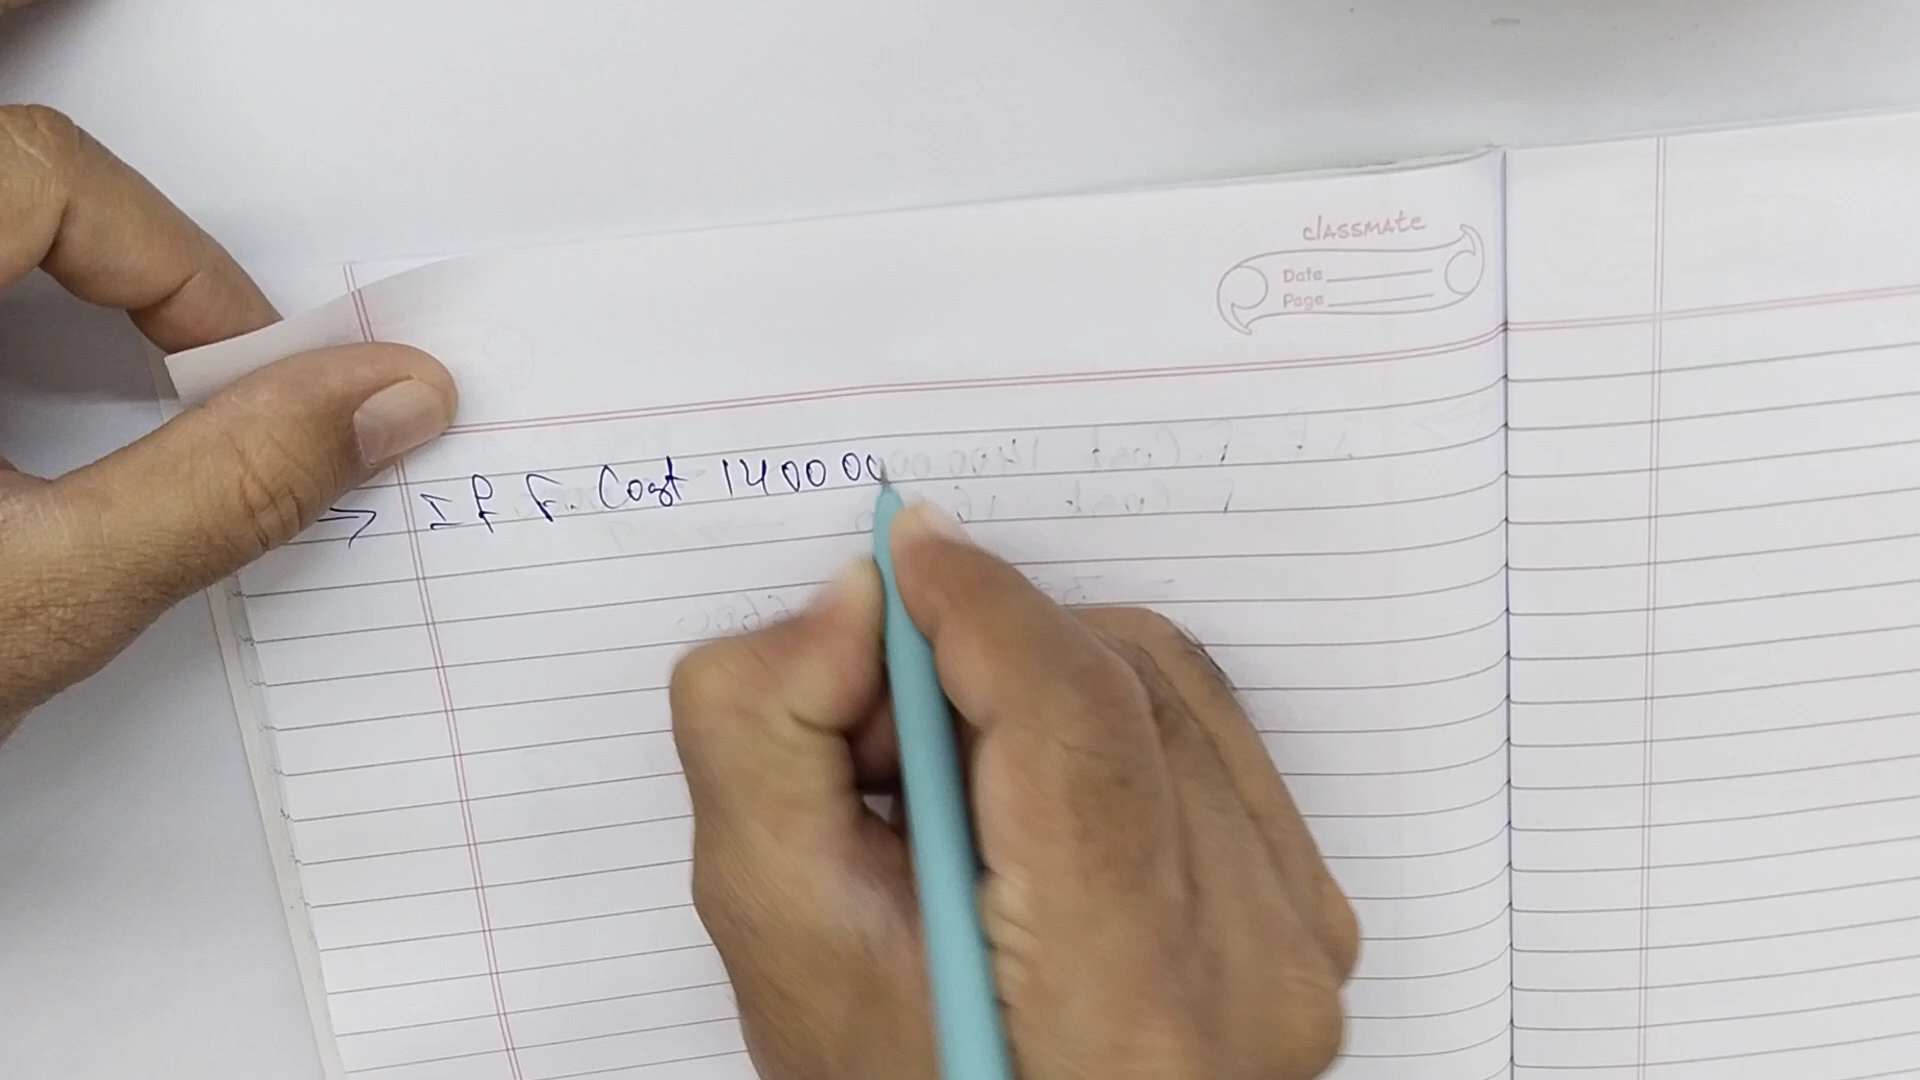 classmate
Date
Page
→ If F. Cost 140000